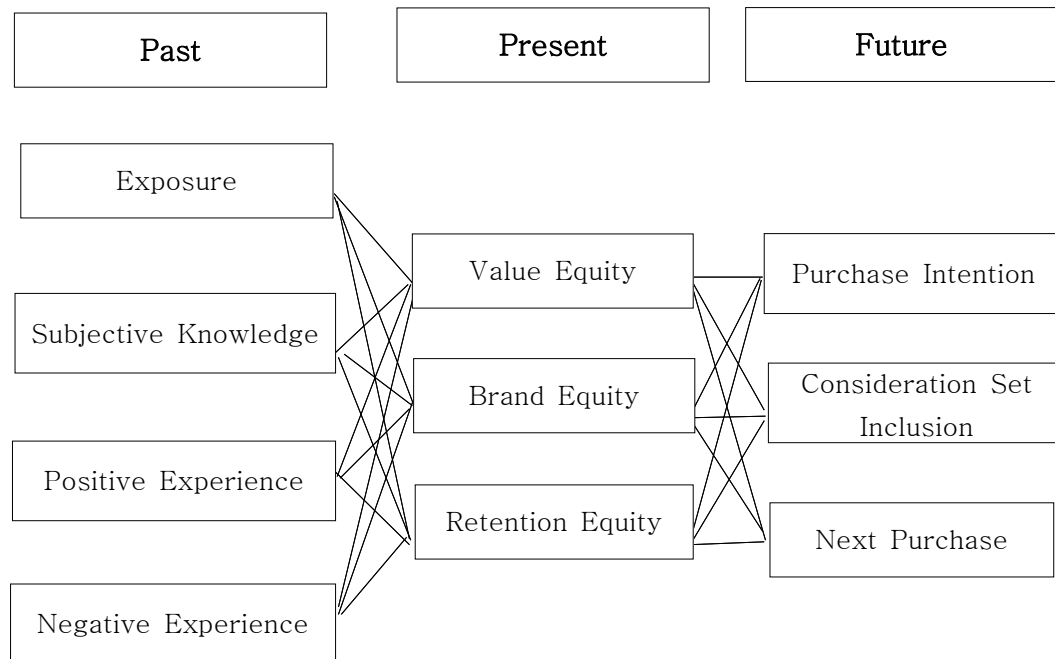 Past
Present
Future
Exposure
Subjective Knowledge
Positive Experience
Negative Experience
Value Equity
Brand Equity
Retention Equity
Purchase Intention
Consideration Set
Inclusion
Next Purchase